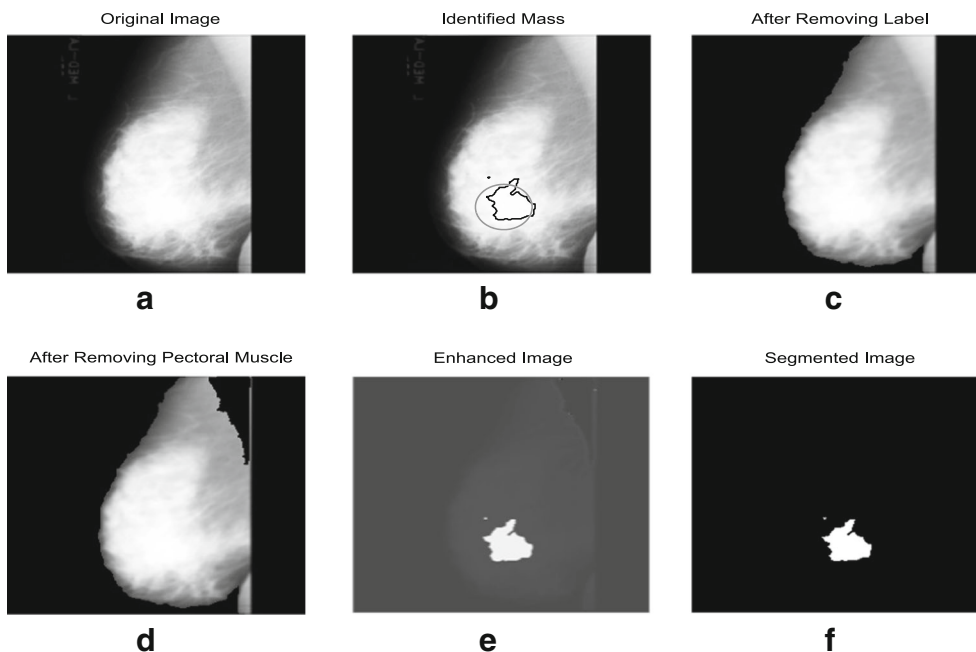 Original Image
Identified Mass
After Removing Label
a
b
c
After Removing Pectoral Muscle
Enhanced Image
Segmented Image
d
e
f